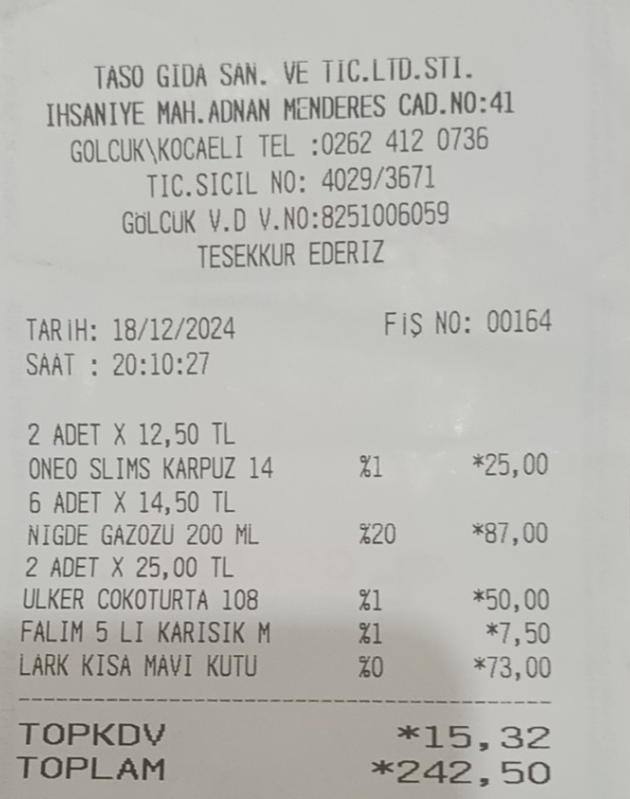 TASO GIDA SAN. VE TIC.LTD.STI.
IHSANIYE MAH.ADNAN MENDERES CAD.NO:41
GOLCUK\KOCAELI TEL :0262 412 0736
TIC.SICIL NO: 4029/3671
GÖLCUK V.D V.NO:8251006059
TESEKKUR EDERIZ
TARİH: 18/12/2024 FİŞ NO: 00164
SAAT : 20:10:27
2 ADET X 12,50 TL
ONEO SLIMS KARPUZ 14 %1 *25,00
6 ADET X 14,50 TL
NIGDE GAZOZU 200 ML %20 *87,00
2 ADET X 25,00 TL
ULKER COKOTURTA 108 %1 *50,00
FALIM 5 LI KARISIK M %1 *7,50
LARK KISA MAVI KUTU %0 *73,00
TOPKDV *15,32
TOPLAM *242,50